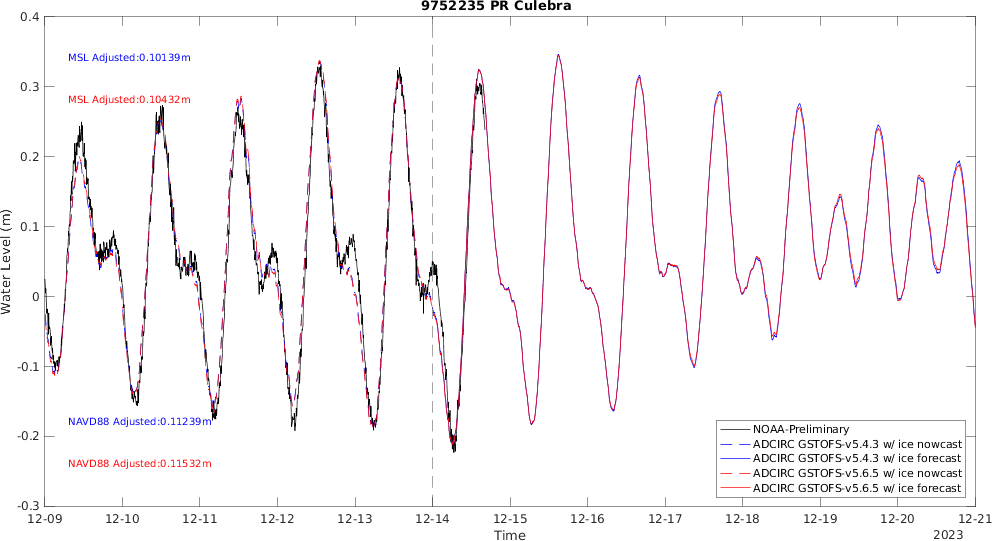 9752235 PR Culebra
0.4
0.3
0.2
0.1
0
-0.1
-0.2
-0.3
Water Level (m)
MSL Adjusted:0.10139m
MSL Adjusted:0.10432m
NAVD88 Adjusted:0.11239m
NAVD88 Adjusted:0.11532m
NOAA-Preliminary
ADCIRC GSTOFS-v5.4.3 w/ ice nowcast
ADCIRC GSTOFS-v5.4.3 w/ ice forecast
ADCIRC GSTOFS-v5.6.5 w/ ice nowcast
ADCIRC GSTOFS-v5.6.5 w/ ice forecast
12-09 12-10 12-11 12-12 12-13 12-14 12-15 12-16 12-17 12-18 12-19 12-20 12-21
Time
2023